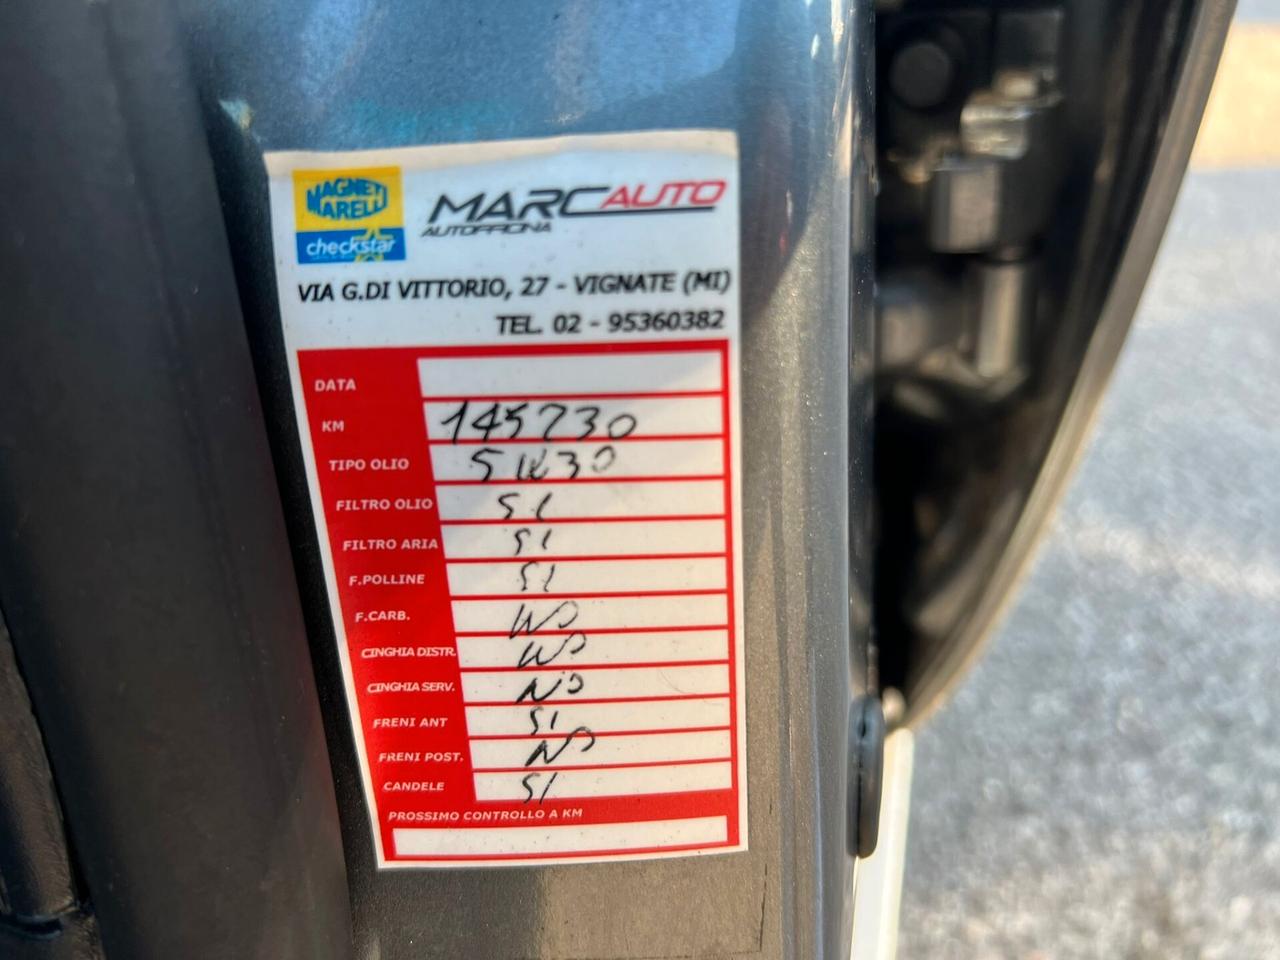 MAGNETI
MARELLI
checkstar
MARCAUTO
AUTOFFICINA
VIA G.DI VITTORIO, 27 - VIGNATE (MI)
TEL. 02 - 95360382
DATA
KM 145230
TIPO OLIO 5W30
FILTRO OLIO SI
FILTRO ARIA SI
F.POLLINE SI
F.CARB. NO
CINGHIA DISTR. NO
CINGHIA SERV. NO
FRENI ANT SI
FRENI POST. NO
CANDELE SI
PROSSIMO CONTROLLO A KM